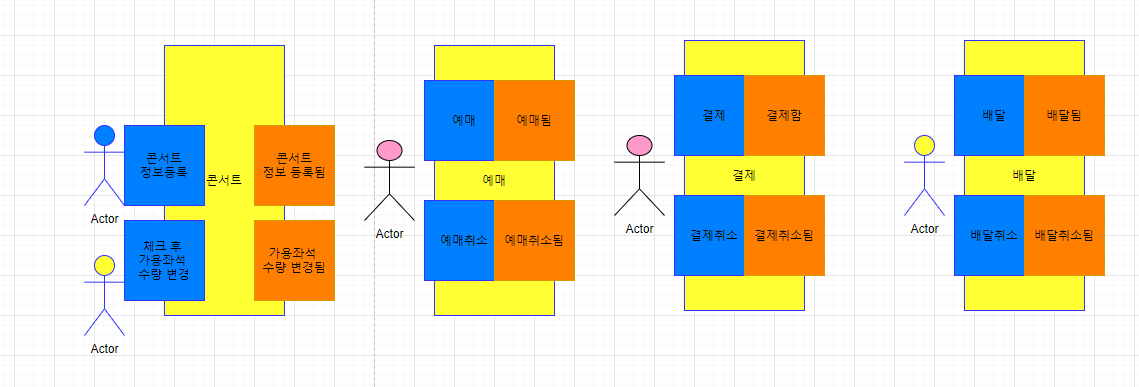 콘서트
정보등록
콘서트
정보 등록됨
콘서트
Actor
체크 후
가용좌석
수량 변경
가용좌석
수량 변경됨
Actor
예매
예매됨
예매
Actor
예매취소
예매취소됨
결제
결제함
결제
Actor
결제취소
결제취소됨
배달
배달됨
배달
Actor
배달취소
배달취소됨